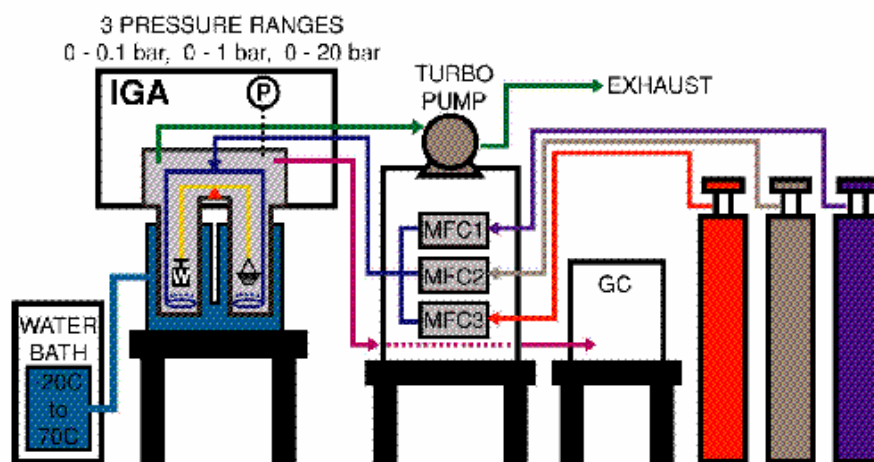 3 PRESSURE RANGES
0 - 0.1 bar, 0 - 1 bar, 0 - 20 bar
IGA
P
TURBO
PUMP
EXHAUST
MFC1
MFC2
MFC3
GC
W
WATER
BATH
-20C
to
70C